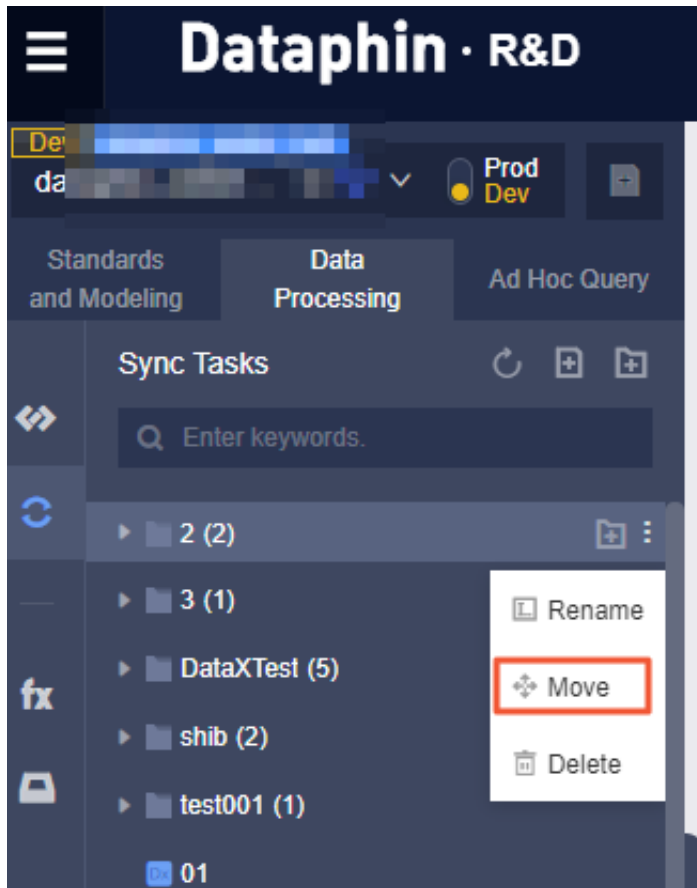 Dataphin · R&D
Dev
da
Prod
Dev
Standards and Modeling
Data Processing
Ad Hoc Query
Sync Tasks
Enter keywords.
2 (2)
3 (1)
Rename
DataXTest (5)
Move
shib (2)
Delete
test001 (1)
fx
Dx 01